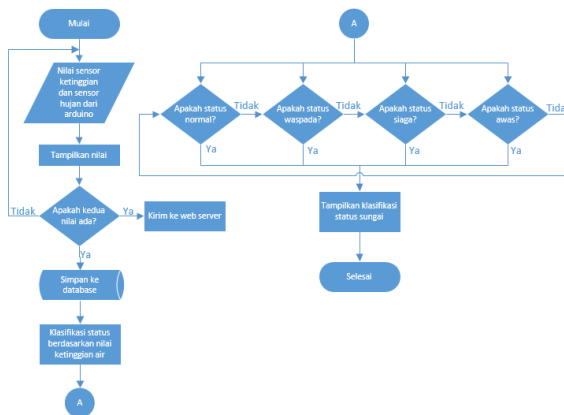 Mulai
Nilai sensor
ketinggian
dan sensor
hujan dari
arduino
Tampilkan nilai
Apakah kedua
nilai ada?
Tidak
Ya
Kirim ke web server
Ya
Simpan ke
database
Klasifikasi status
berdasarkan nilai
ketinggian air
A
A
Apakah status
normal?
Tidak
Ya
Apakah status
waspada?
Tidak
Ya
Apakah status
siaga?
Tidak
Ya
Apakah status
awas?
Tidak
Ya
Tampilkan klasifikasi
status sungai
Selesai